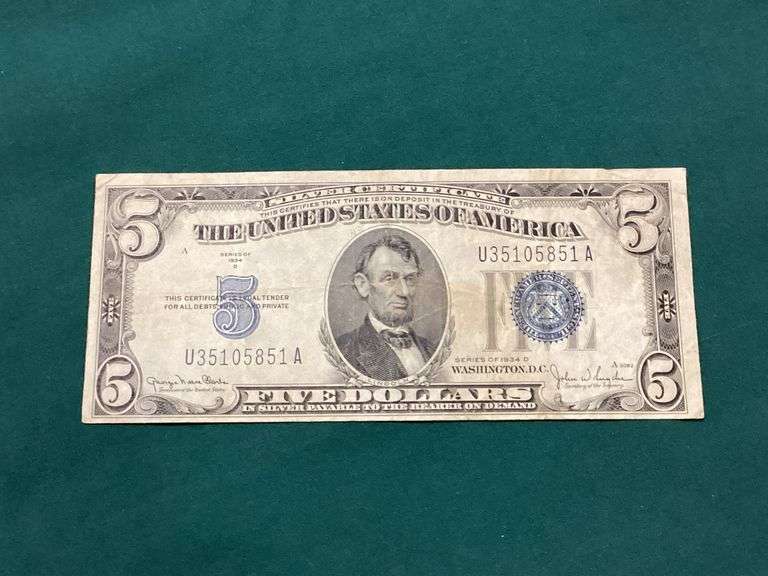 SILVER CERTIFICATE
THIS CERTIFIES THAT THERE IS ON DEPOSIT IN THE TREASURY OF
THE UNITED STATES OF AMERICA
5
5
A
SERIES OF
1934
D
U35105851A
FIVE
THIS CERTIFICATE IS LEGAL TENDER
FOR ALL DEBTS, PUBLIC AND PRIVATE
5
U35105851A
SERIES OF 1934 D
WASHINGTON, D.C.
LINCOLN
A
5
5
FIVE DOLLARS
IN SILVER PAYABLE TO THE BEARER ON DEMAND